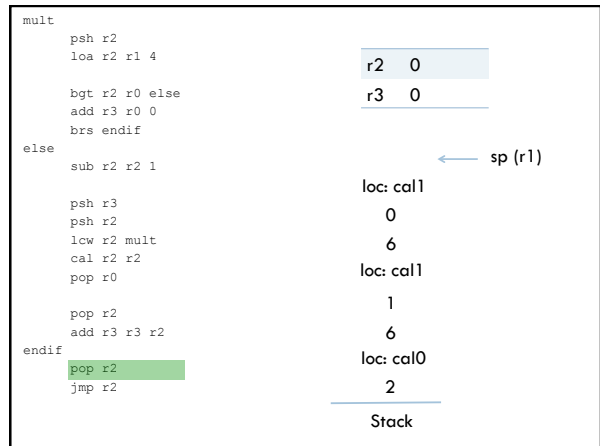 mult
psh r2
loa r2 r1 4
bgt r2 r0 else
add r3 r0 0
brs endif
else
sub r2 r2 1
psh r3
psh r2
lcw r2 mult
cal r2 r2
pop r0
pop r2
add r3 r3 r2
endif
pop r2
jmp r2
r2 0
r3 0
sp (r1)
loc: cal1
0
6
loc: cal1
1
6
loc: cal0
2
Stack